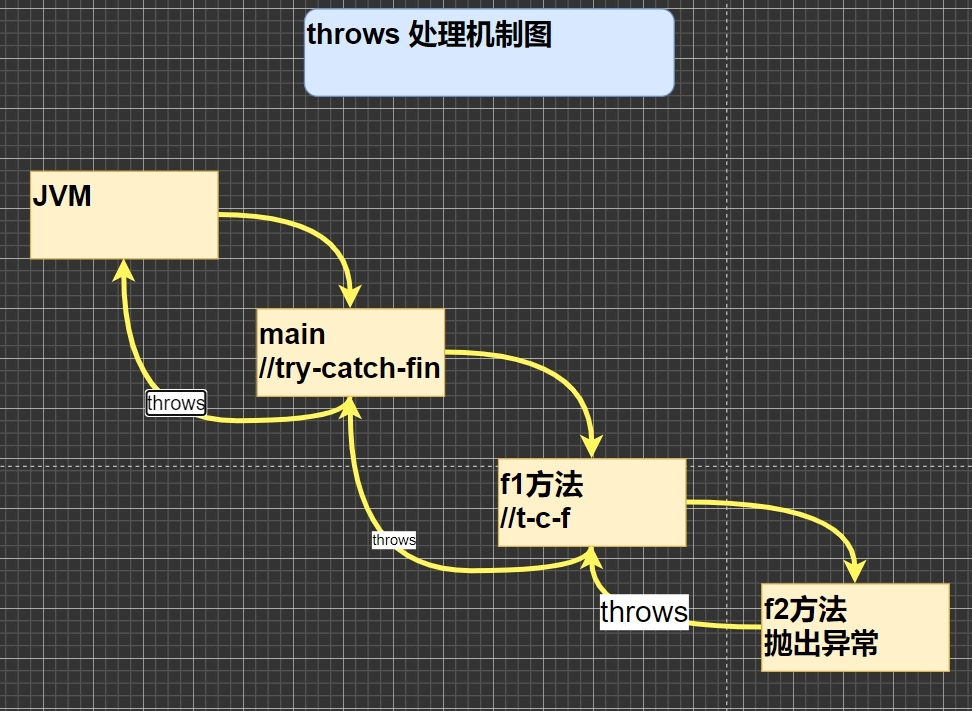 throws 处理机制图
JVM
main
//try-catch-fin
throws
f1方法
//t-c-f
throws
f2方法
抛出异常
throws